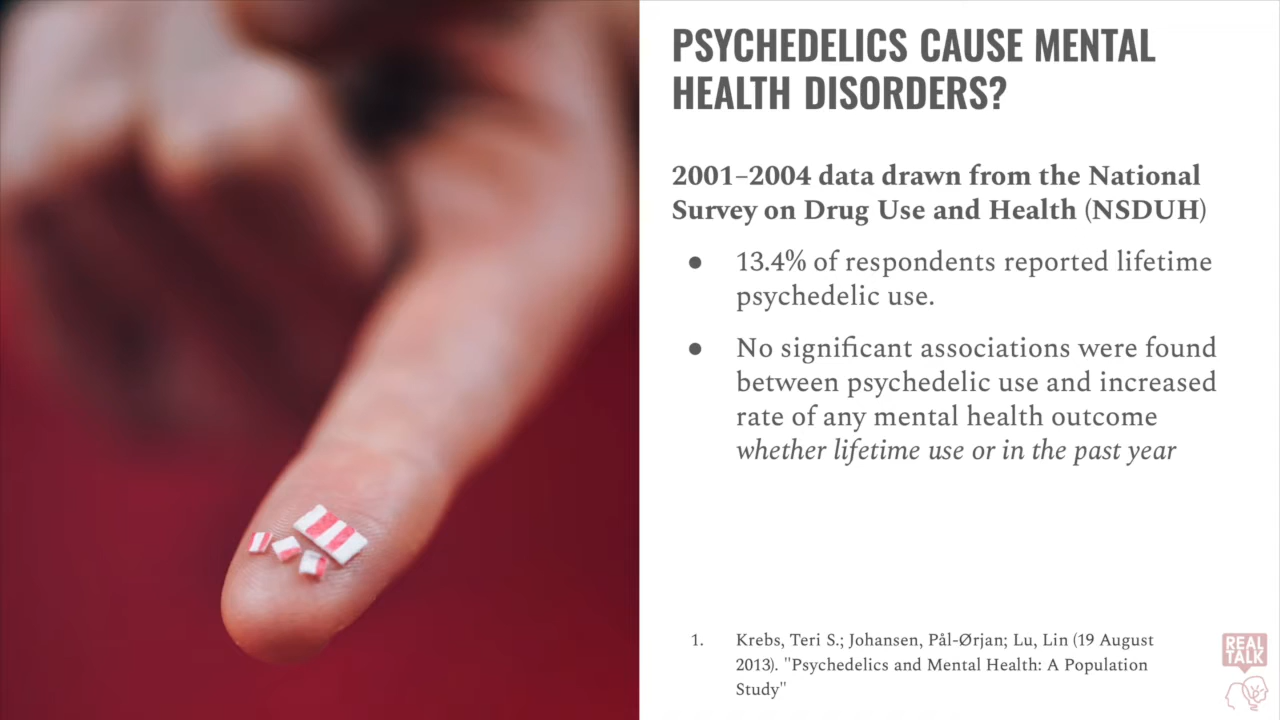 PSYCHEDELICS CAUSE MENTAL
HEALTH DISORDERS?
2001–2004 data drawn from the National
Survey on Drug Use and Health (NSDUH)
● 13.4% of respondents reported lifetime
psychedelic use.
● No significant associations were found
between psychedelic use and increased
rate of any mental health outcome
whether lifetime use or in the past year
1. Krebs, Teri S.; Johansen, Pål-Ørjan; Lu, Lin (19 August
2013). "Psychedelics and Mental Health: A Population
Study"
REAL
TALK